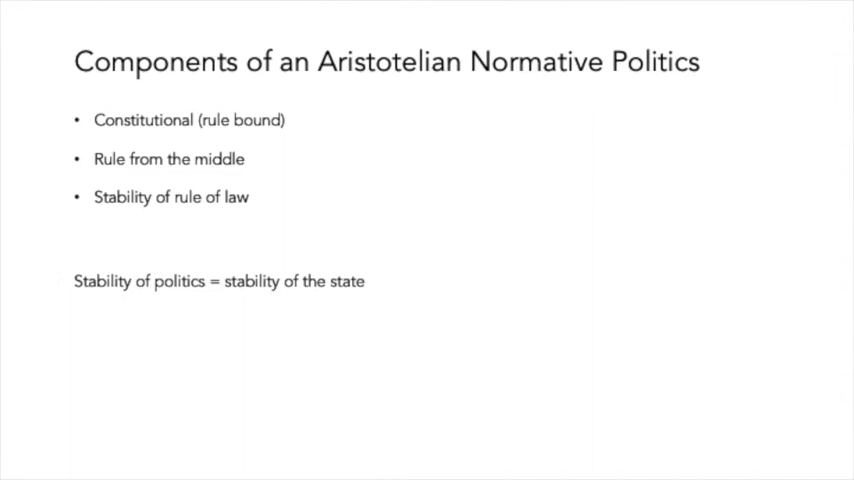 Components of an Aristotelian Normative Politics
• Constitutional (rule bound)
• Rule from the middle
• Stability of rule of law
Stability of politics = stability of the state